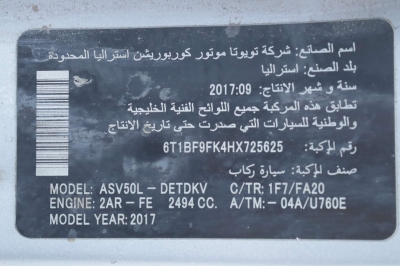 اسم الصانع: شركة تويوتا موتور كوربوريشن استراليا المحدودة
بلد الصنع: استراليا
سنة و شهر الانتاج: 2017:09
تطابق هذه المركبة جميع اللوائح الفنية الخليجية
والوطنية للسيارات التي صدرت حتى تاريخ الانتاج
رقم المركبة: 6T1BF9FK4HX725625
صنف المركبة: سيارة ركاب
MODEL: ASV50L - DETDKV C/TR: 1F7/FA20
ENGINE: 2AR - FE 2494 CC. A/TM: -04A/U760E
MODEL YEAR: 2017